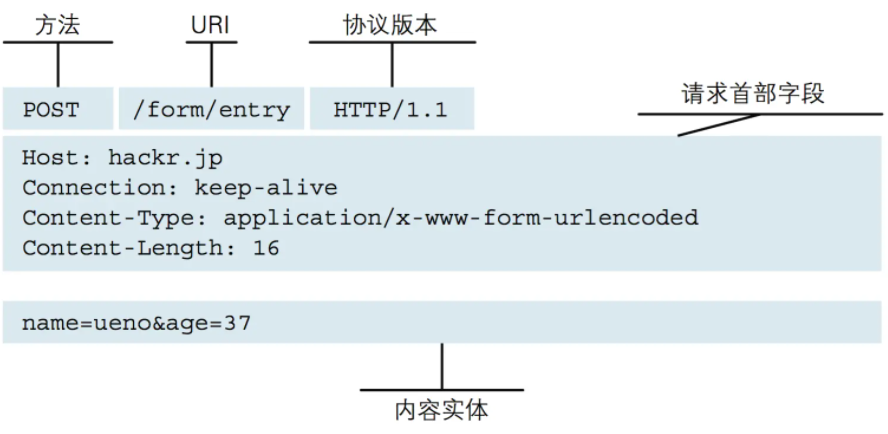 方法 URI 协议版本
请求首部字段
POST /form/entry HTTP/1.1
Host: hackr.jp
Connection: keep-alive
Content-Type: application/x-www-form-urlencoded
Content-Length: 16
name=ueno&age=37
内容实体